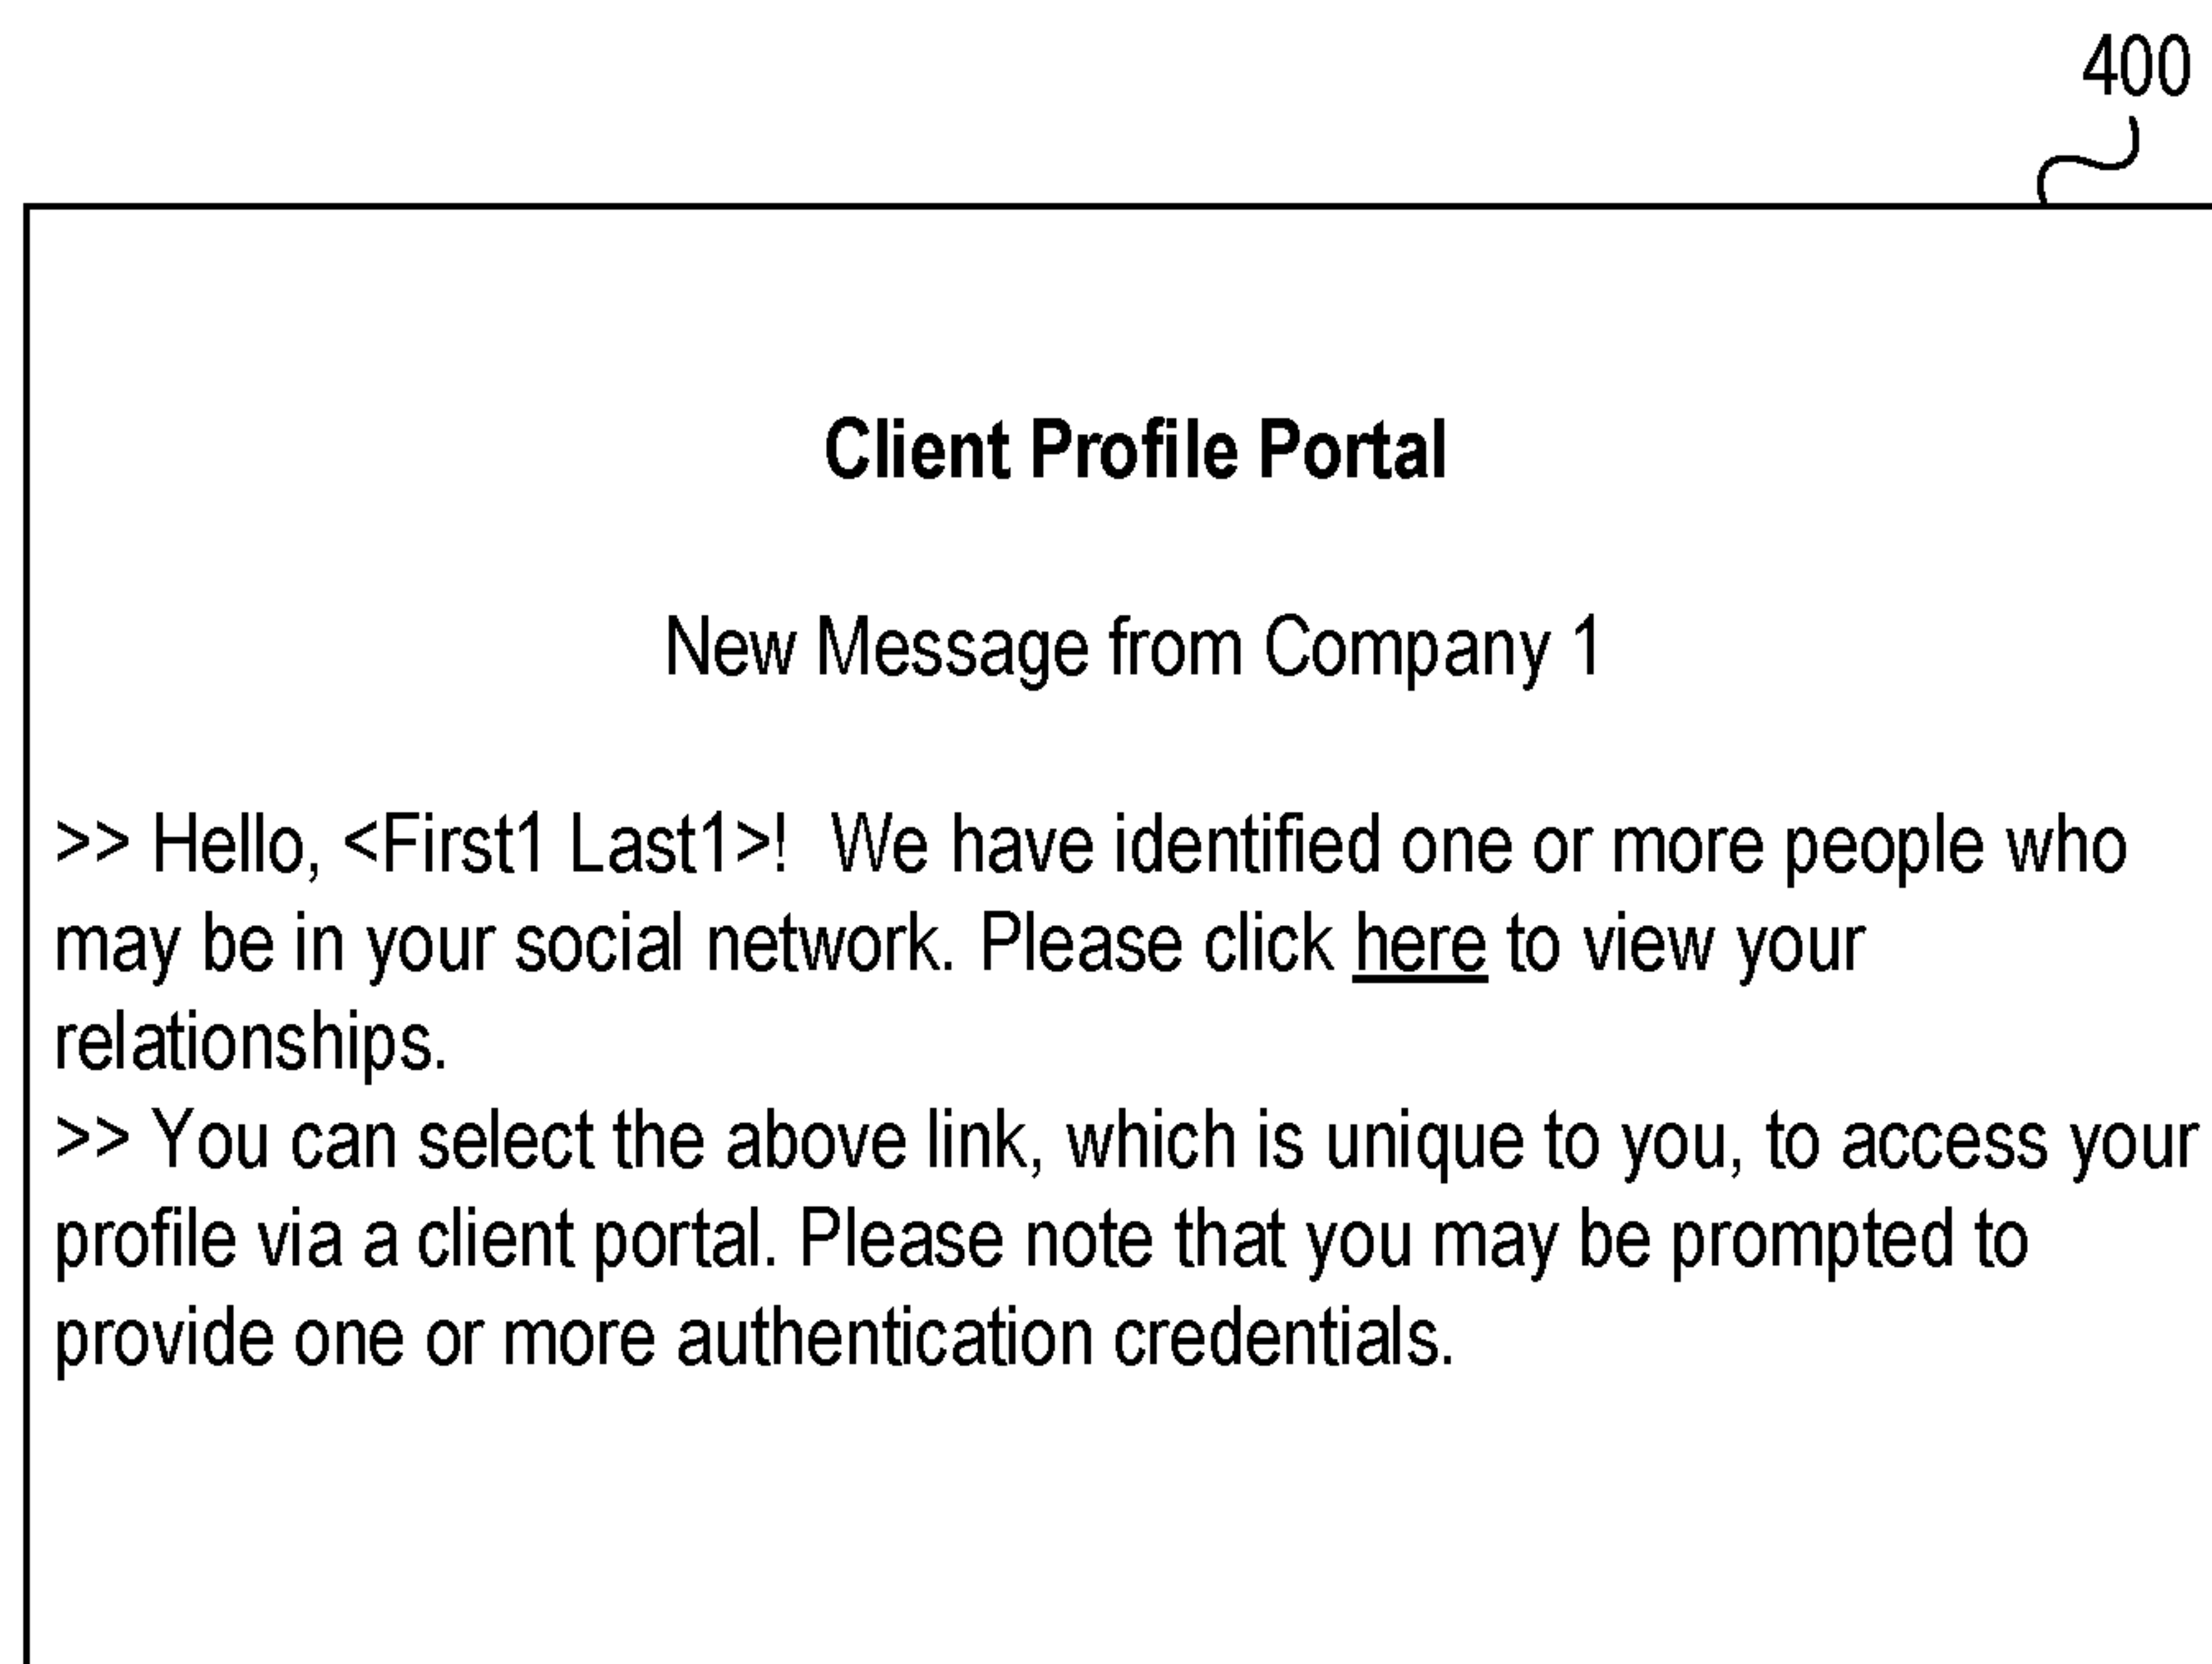 400
Client Profile Portal
New Message from Company 1
>> Hello, <First1 Last1>!  We have identified one or more people who
may be in your social network. Please click here to view your
relationships.
>> You can select the above link, which is unique to you, to access your
profile via a client portal. Please note that you may be prompted to
provide one or more authentication credentials.